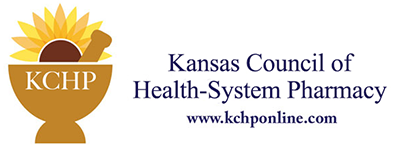 KCHP
Kansas Council of
Health-System Pharmacy
www.kchponline.com